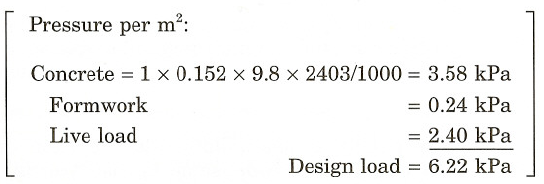 Pressure per m²:
Concrete = 1 × 0.152 × 9.8 × 2403/1000 = 3.58 kPa
Formwork = 0.24 kPa
Live load = 2.40 kPa
Design load = 6.22 kPa